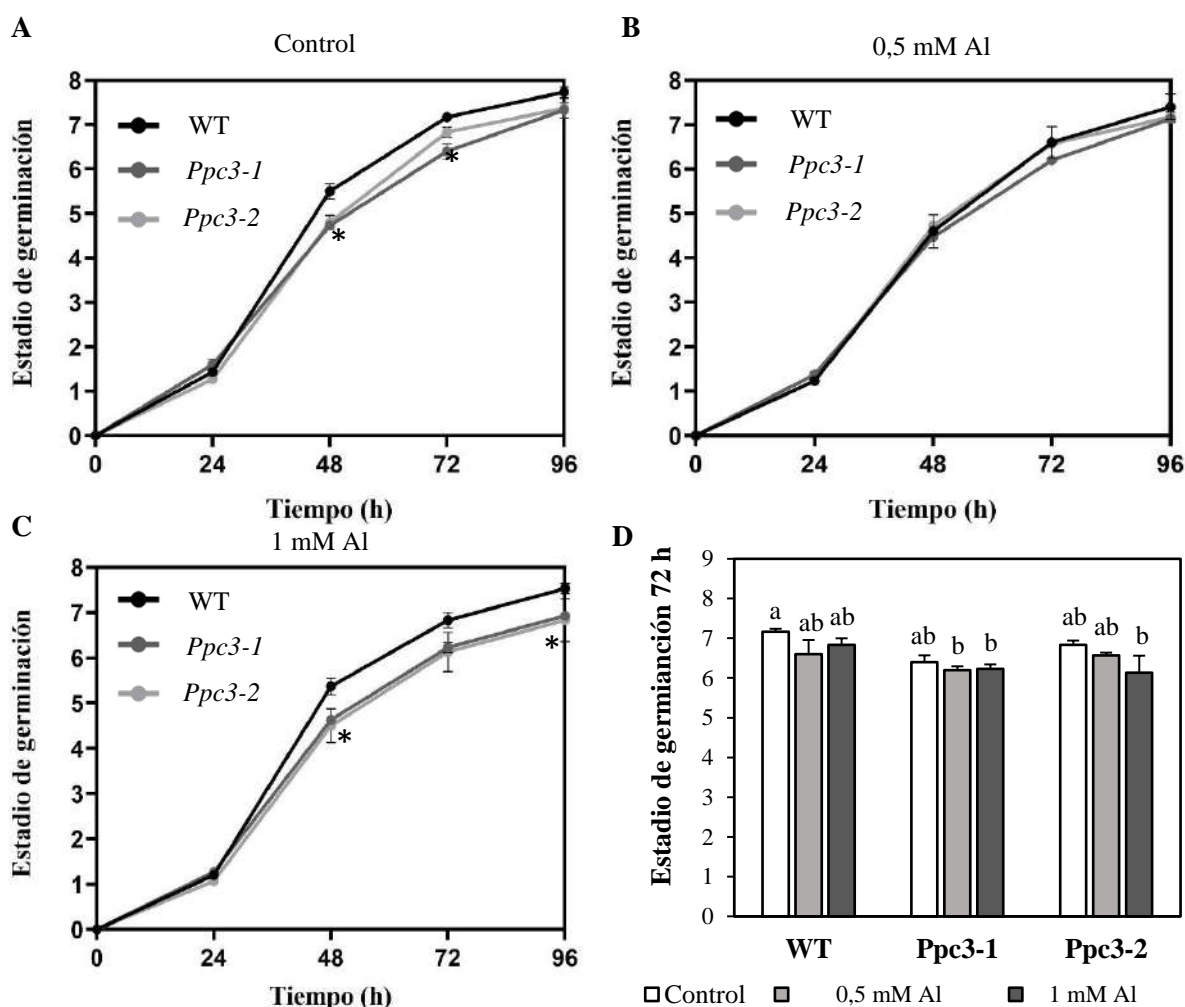 A
Control
Estadio de germinación
8
7
6
5
4
3
2
1
0
WT
Ppc3-1
Ppc3-2
*
*
*
0 24 48 72 96
Tiempo (h)
B
0,5 mM Al
Estadio de germinación
8
7
6
5
4
3
2
1
0
WT
Ppc3-1
Ppc3-2
0 24 48 72 96
Tiempo (h)
C
1 mM Al
Estadio de germinación
8
7
6
5
4
3
2
1
0
WT
Ppc3-1
Ppc3-2
*
*
0 24 48 72 96
Tiempo (h)
D
Estadio de germianción 72 h
9
8
7
6
5
4
3
2
1
0
a ab ab ab b b ab ab b
WT Ppc3-1 Ppc3-2
Control 0,5 mM Al 1 mM Al